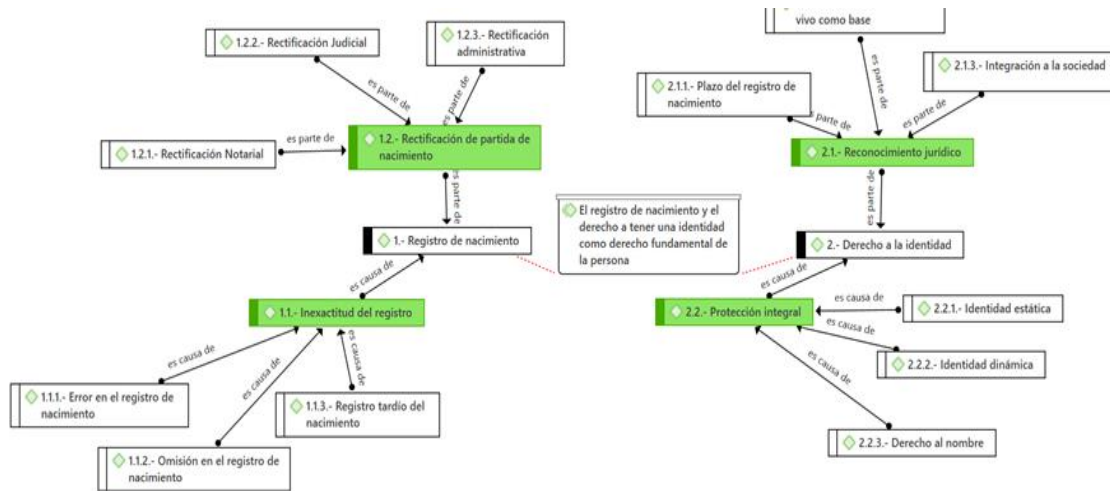 vivo como base
1.2.2.- Rectificación Judicial
1.2.3.- Rectificación
administrativa
2.1.3.- Integración a la sociedad
2.1.1.- Plazo del registro de
nacimiento
es parte de
es parte de
es parte de
es parte de
es parte de
es parte de
1.2.1.- Rectificación Notarial
1.2.- Rectificación de partida de
nacimiento
2.1.- Reconocimiento jurídico
es parte de
es parte de
El registro de nacimiento y el
derecho a tener una identidad
como derecho fundamental de
la persona
1.- Registro de nacimiento
2.- Derecho a la identidad
es causa de
es causa de
1.1.- Inexactitud del registro
2.2.- Protección integral
es causa de
2.2.1.- Identidad estática
es causa de
es causa de
es causa de
es causa de
es causa de
2.2.2.- Identidad dinámica
1.1.1.- Error en el registro de
nacimiento
1.1.3.- Registro tardío del
nacimiento
2.2.3.- Derecho al nombre
1.1.2.- Omisión en el registro de
nacimiento